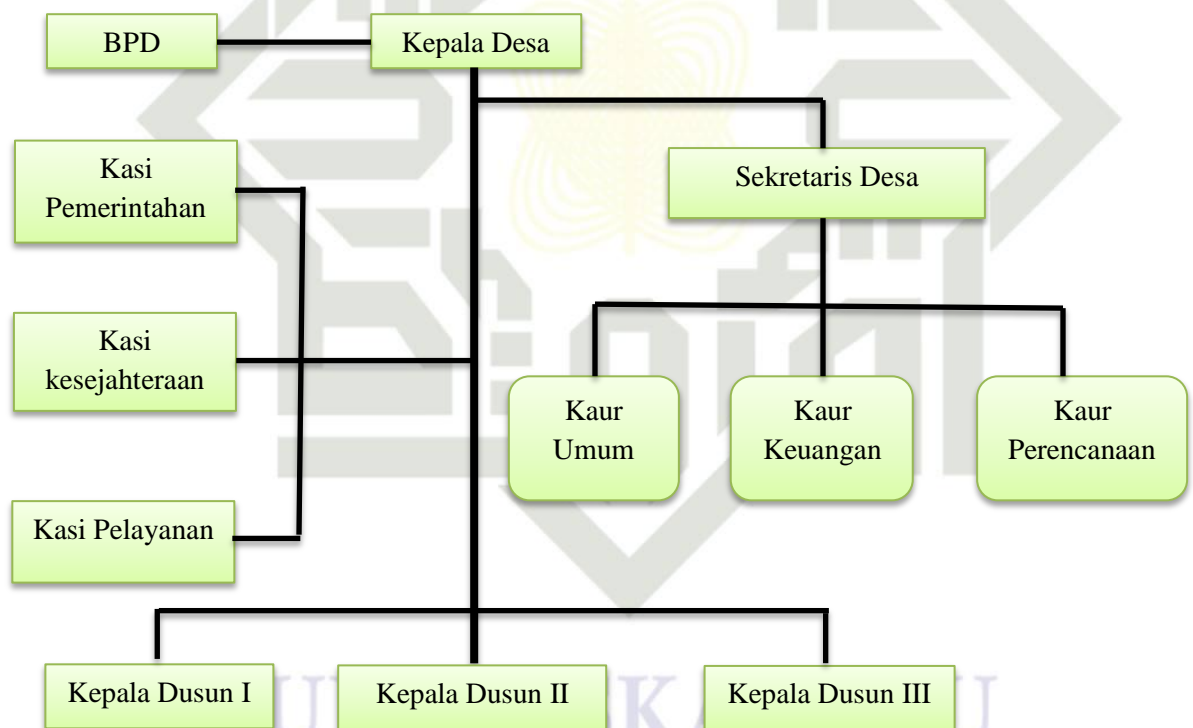 BPD
Kepala Desa
Kasi
Pemerintahan
Sekretaris Desa
Kasi
kesejahteraan
Kaur
Umum
Kaur
Keuangan
Kaur
Perencanaan
Kasi Pelayanan
Kepala Dusun I
Kepala Dusun II
Kepala Dusun III